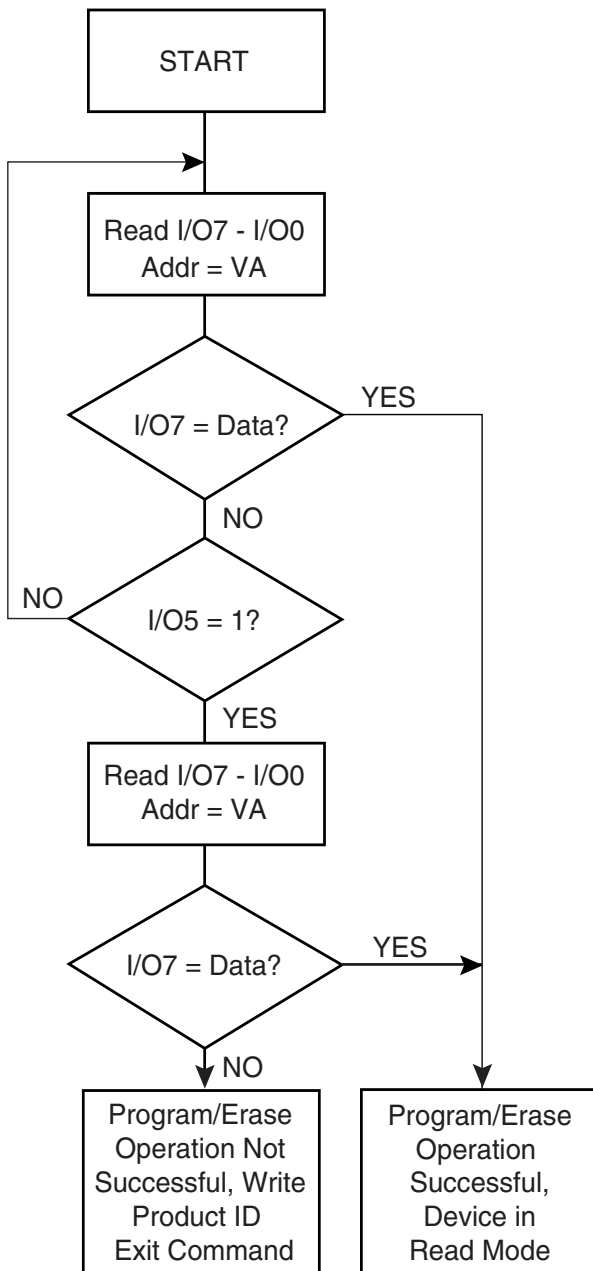 START
Read I/O7 - I/O0
Addr = VA
I/O7 = Data?
YES
NO
I/O5 = 1?
NO
YES
Read I/O7 - I/O0
Addr = VA
I/O7 = Data?
YES
NO
Program/Erase
Operation Not
Successful, Write
Product ID
Exit Command
Program/Erase
Operation
Successful,
Device in
Read Mode